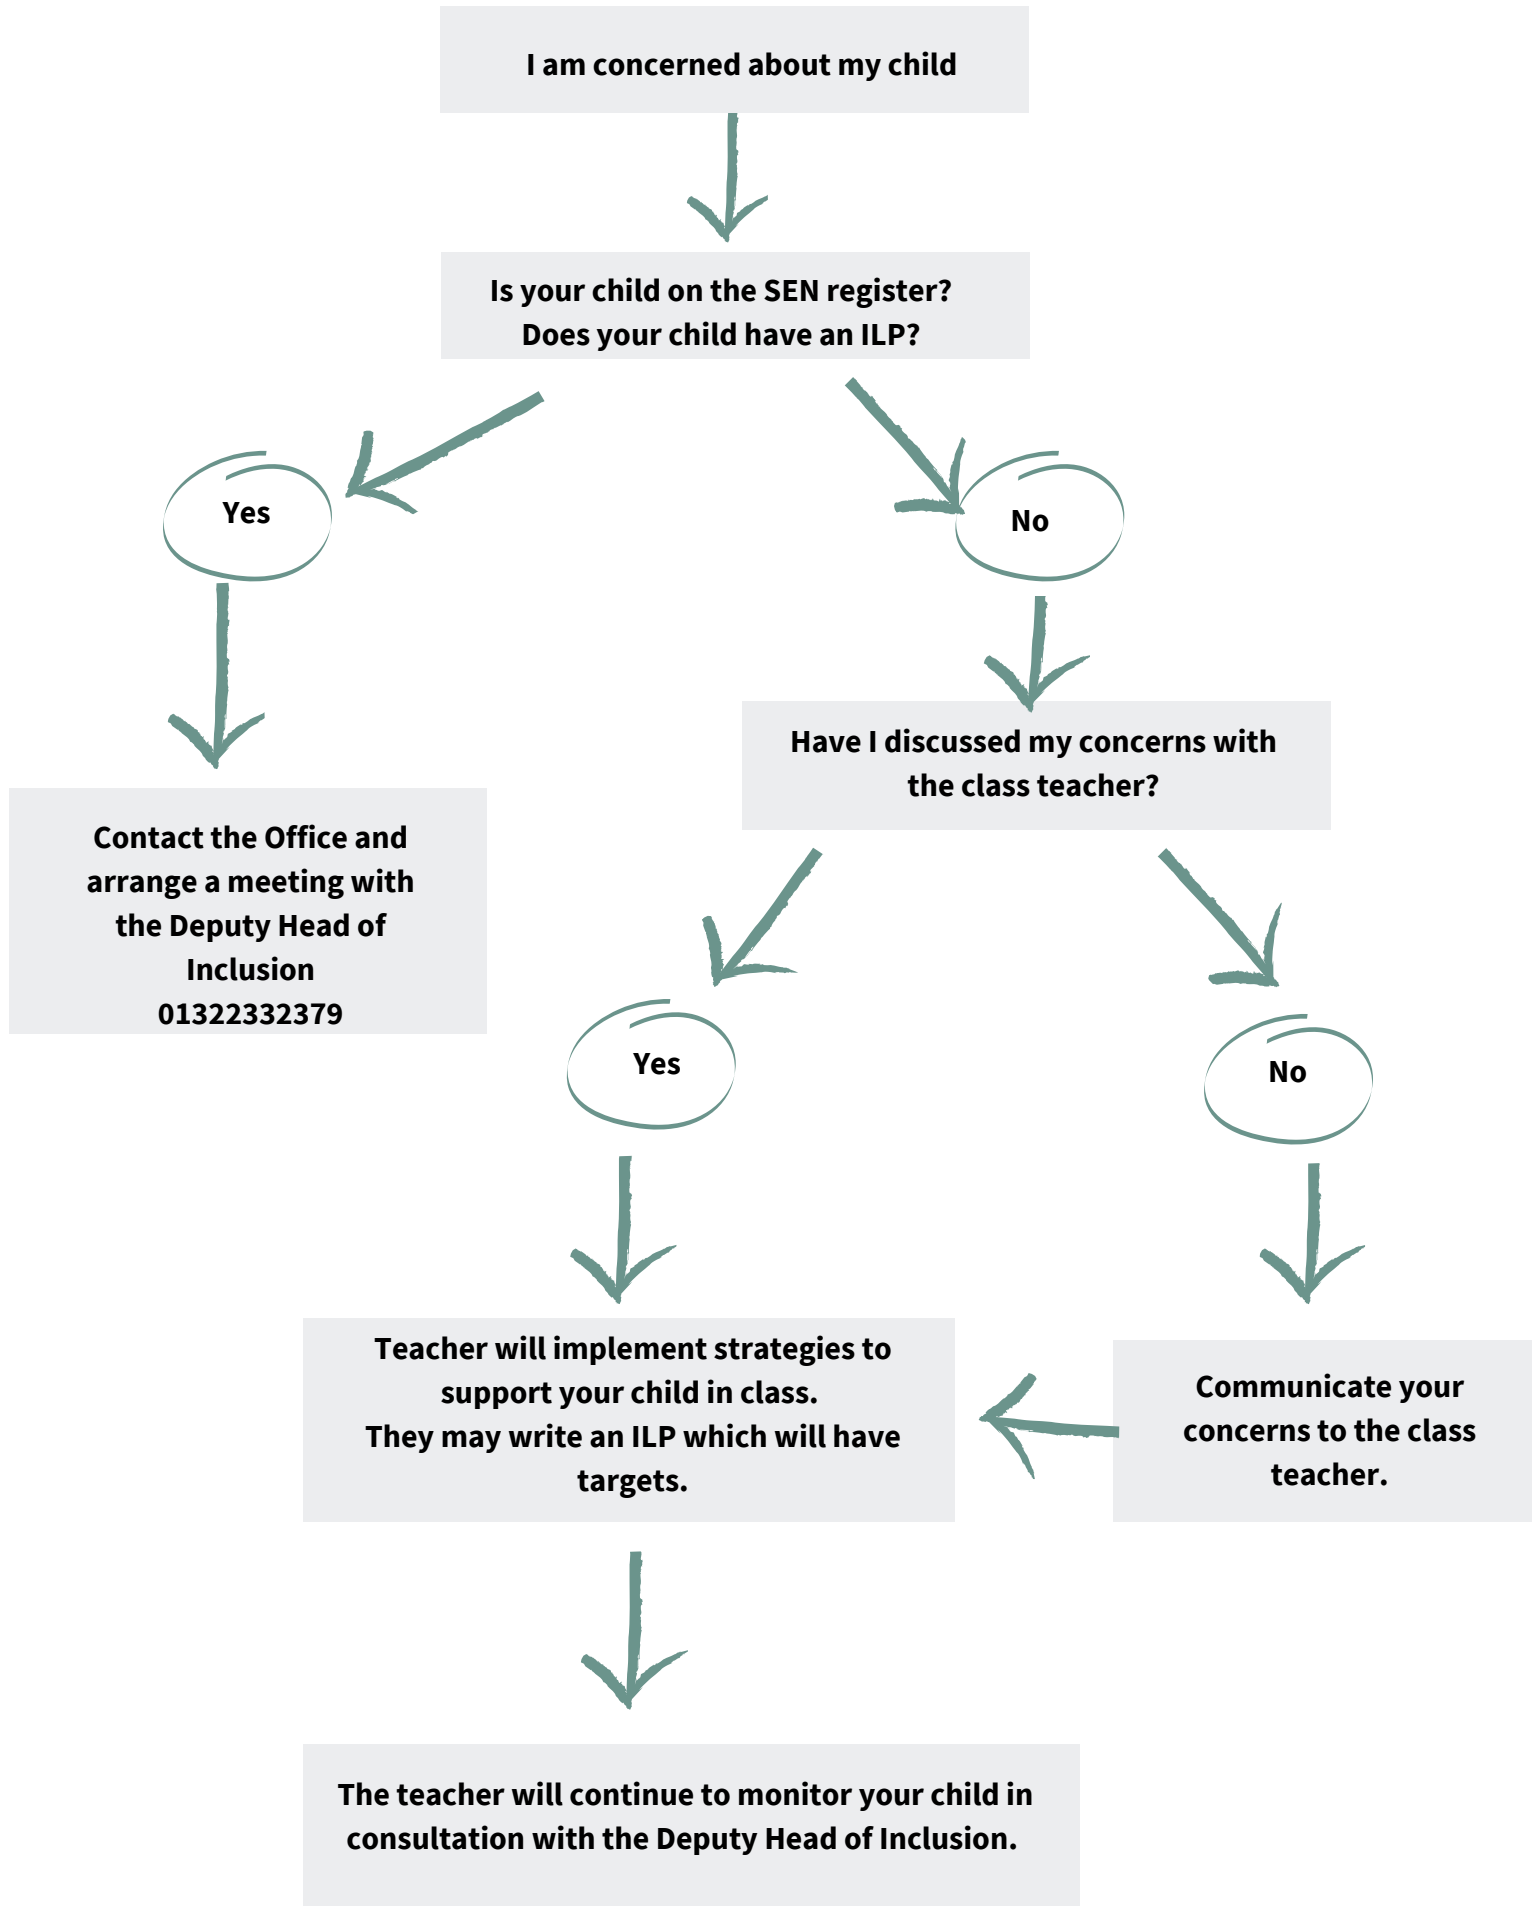 I am concerned about my child
Is your child on the SEN register?
Does your child have an ILP?
Yes
No
Have I discussed my concerns with
the class teacher?
Contact the Office and
arrange a meeting with
the Deputy Head of
Inclusion
01322332379
Yes
No
Teacher will implement strategies to
support your child in class.
They may write an ILP which will have
targets.
Communicate your
concerns to the class
teacher.
The teacher will continue to monitor your child in
consultation with the Deputy Head of Inclusion.